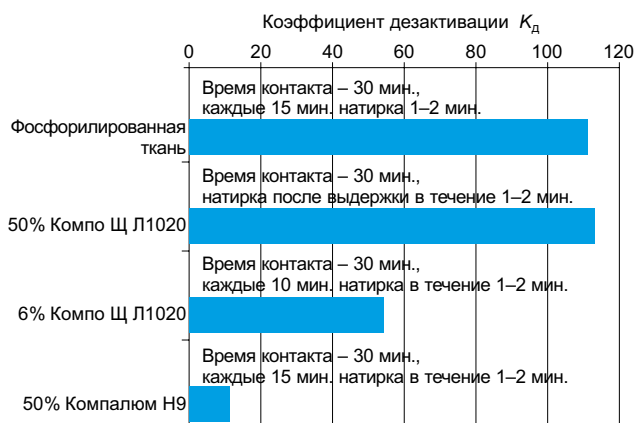 Коэффициент дезактивации Kд
0 20 40 60 80 100 120
Время контакта – 30 мин.,
каждые 15 мин. натирка 1–2 мин.
Фосфорилированная
ткань
Время контакта – 30 мин.,
натирка после выдержки в течение 1–2 мин.
50% Компо Щ Л1020
Время контакта – 30 мин.,
каждые 10 мин. натирка в течение 1–2 мин.
6% Компо Щ Л1020
Время контакта – 30 мин.,
каждые 15 мин. натирка в течение 1–2 мин.
50% Компалюм Н9